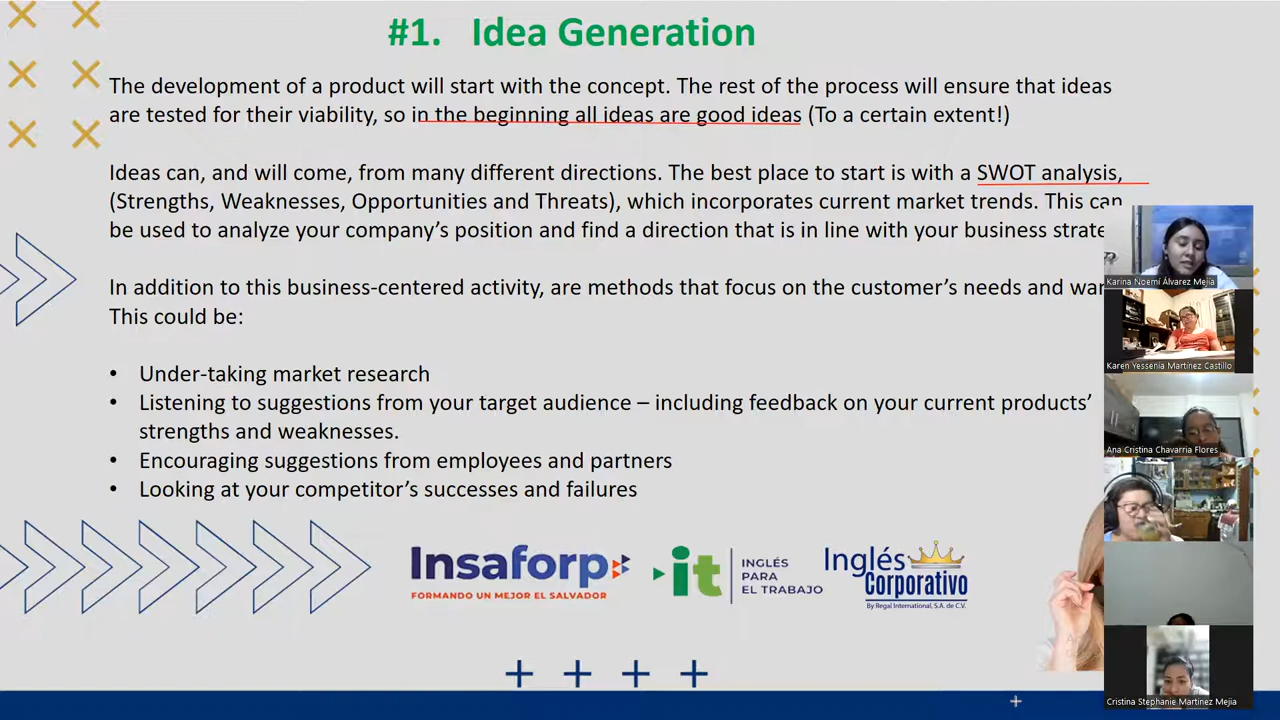 #1. Idea Generation
The development of a product will start with the concept. The rest of the process will ensure that ideas
are tested for their viability, so in the beginning all ideas are good ideas (To a certain extent!)
Ideas can, and will come, from many different directions. The best place to start is with a SWOT analysis,
(Strengths, Weaknesses, Opportunities and Threats), which incorporates current market trends. This can
be used to analyze your company’s position and find a direction that is in line with your business strate
In addition to this business-centered activity, are methods that focus on the customer’s needs and wan
This could be:
• Under-taking market research
• Listening to suggestions from your target audience – including feedback on your current products’
strengths and weaknesses.
• Encouraging suggestions from employees and partners
• Looking at your competitor’s successes and failures
Insaforp
FORMANDO UN MEJOR EL SALVADOR
it
INGLÉS
PARA
EL TRABAJO
Inglés
Corporativo
By Regal International, S.A. de C.V.
Karina Noemí Álvarez Mejía
Karen Yessenia Martínez Castillo
Ana Cristina Chavarria Flores
Cristina Stephanie Martinez Mejia